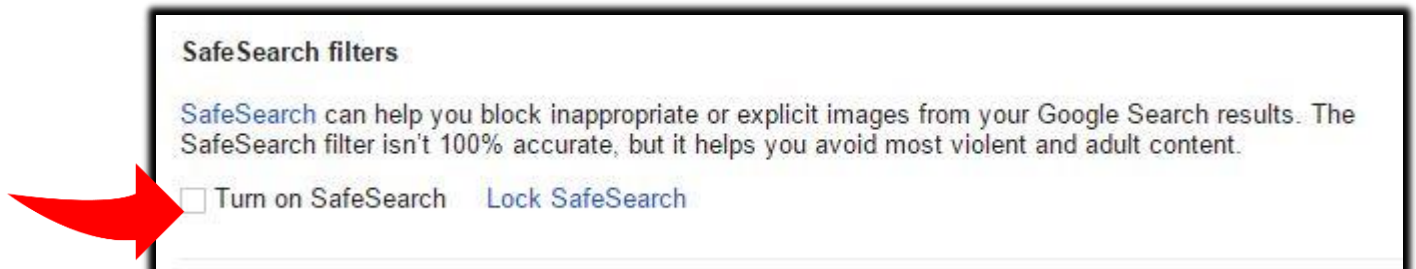 SafeSearch filters
SafeSearch can help you block inappropriate or explicit images from your Google Search results. The
SafeSearch filter isn't 100% accurate, but it helps you avoid most violent and adult content.
Turn on SafeSearch Lock SafeSearch